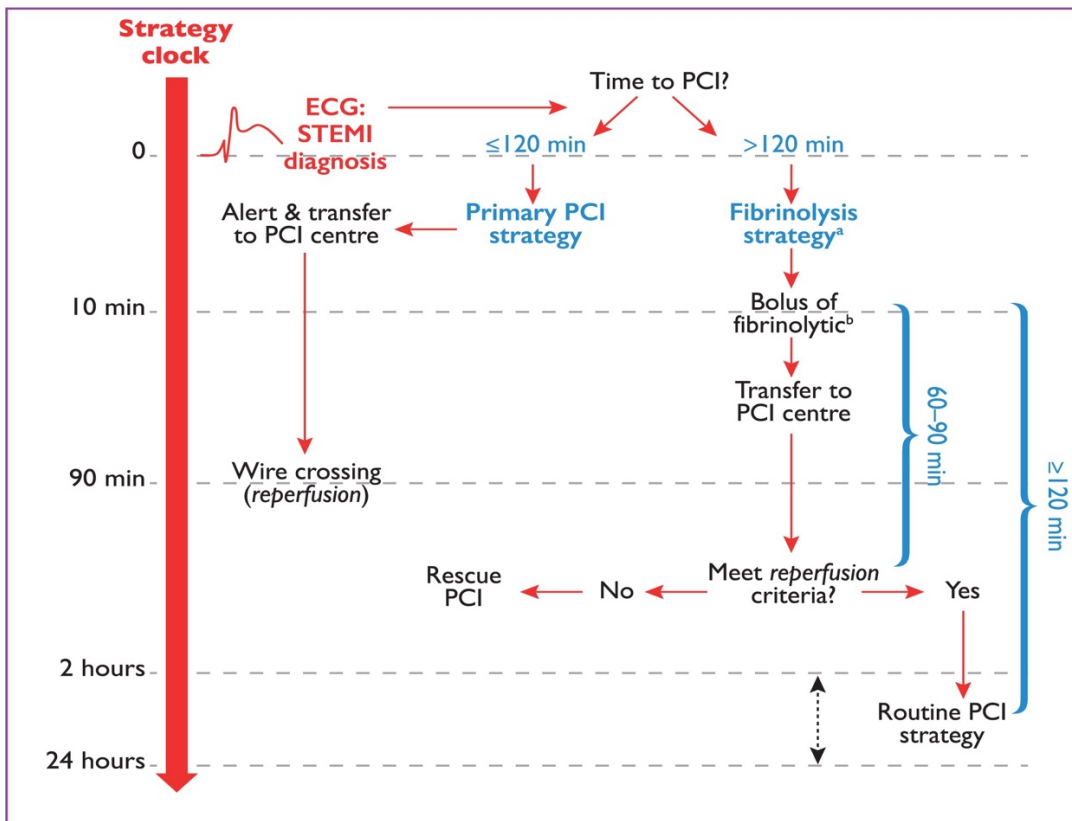 Strategy
clock
Time to PCI?
ECG:
STEMI
diagnosis
0
≤120 min
>120 min
Alert & transfer
to PCI centre
Primary PCI
strategy
Fibrinolysis
strategyᵃ
10 min
Bolus of
fibrinolyticᵇ
Transfer to
PCI centre
60–90 min
≥120 min
90 min
Wire crossing
(reperfusion)
Rescue
PCI
No
Meet reperfusion
criteria?
Yes
2 hours
Routine PCI
strategy
24 hours